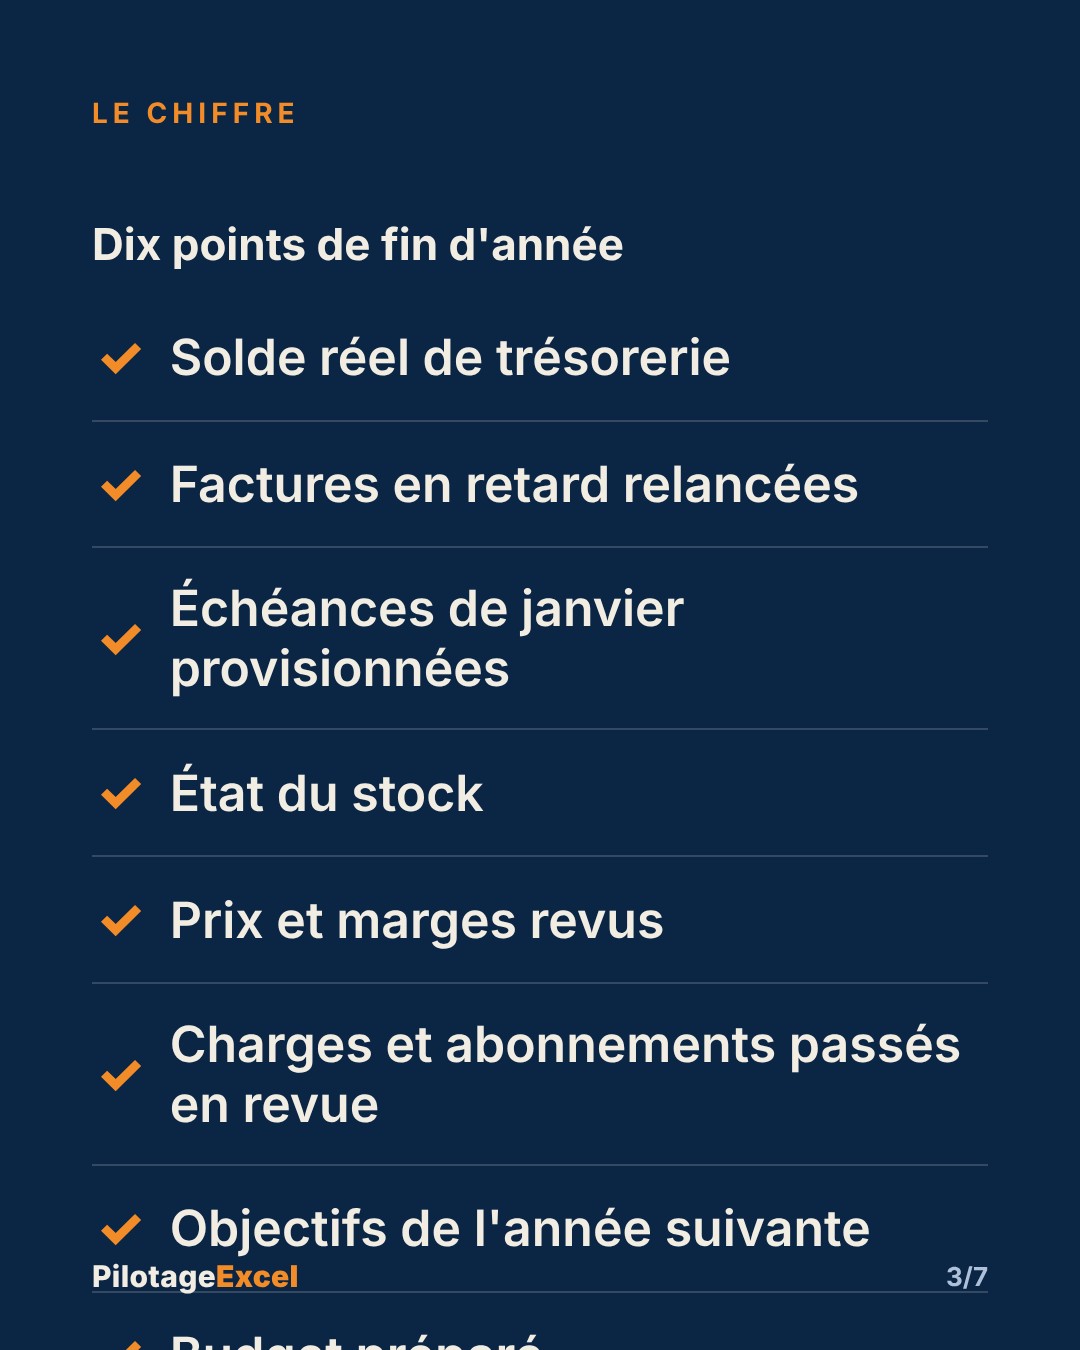 LE CHIFFRE
Dix points de fin d'année
Solde réel de trésorerie
Factures en retard relancées
Échéances de janvier
provisionnées
État du stock
Prix et marges revus
Charges et abonnements passés
en revue
Objectifs de l'année suivante
PilotageExcel
3/7
Budget préparé